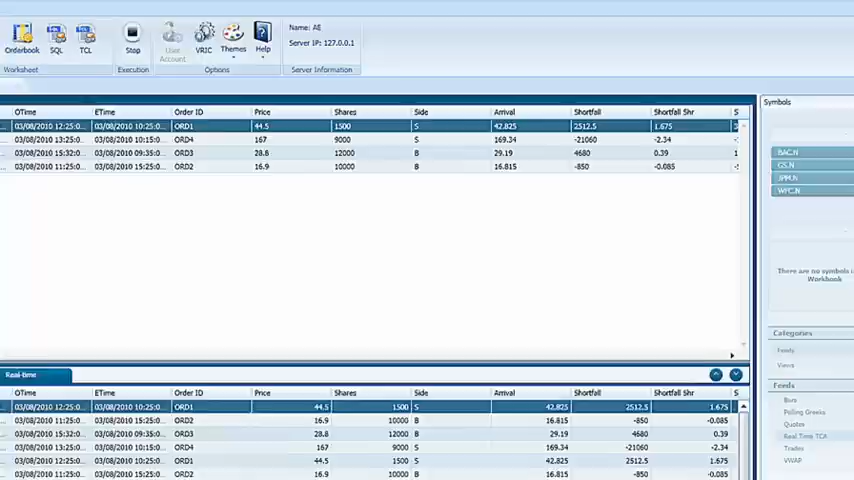 Name: AE
Server IP: 127.0.0.1
Orderbook SQL TCL Stop User Account VRIC Themes Help
Worksheet Execution Options Server Information
Symbols
OTime ETime Order ID Price Shares Side Arrival Shortfall Shortfall Shr S
03/08/2010 12:25:0... 03/08/2010 10:25:0... ORD1 44.5 1500 S 42.825 2512.5 1.675
03/08/2010 13:25:0... 03/08/2010 10:15:0... ORD4 167 9000 S 169.34 -21060 -2.34
03/08/2010 15:32:0... 03/08/2010 09:35:0... ORD3 28.8 12000 B 29.19 4680 0.39 1
03/08/2010 11:25:0... 03/08/2010 15:25:0... ORD2 16.9 10000 B 16.815 -850 -0.085
BAC.N
GS.N
JPM.N
WFC.N
There are no symbols i
Workbook
Categories
Feeds
Views
Real-time
Feeds
OTime ETime Order ID Price Shares Side Arrival Shortfall Shortfall Shr S
03/08/2010 12:25:0... 03/08/2010 10:25:0... ORD1 44.5 1500 S 42.825 2512.5 1.675
03/08/2010 11:25:0... 03/08/2010 15:25:0... ORD2 16.9 10000 B 16.815 -850 -0.085
03/08/2010 15:32:0... 03/08/2010 09:35:0... ORD3 28.8 12000 B 29.19 4680 0.39
03/08/2010 13:25:0... 03/08/2010 10:15:0... ORD4 167 9000 S 169.34 -21060 -2.34
03/08/2010 12:25:0... 03/08/2010 10:25:0... ORD1 44.5 1500 S 42.825 2512.5 1.675
03/08/2010 11:25:0... 03/08/2010 15:25:0... ORD2 16.9 10000 B 16.815 -850 -0.085
Bars
Polling Greeks
Quotes
Real Time TCA
Trades
VWAP